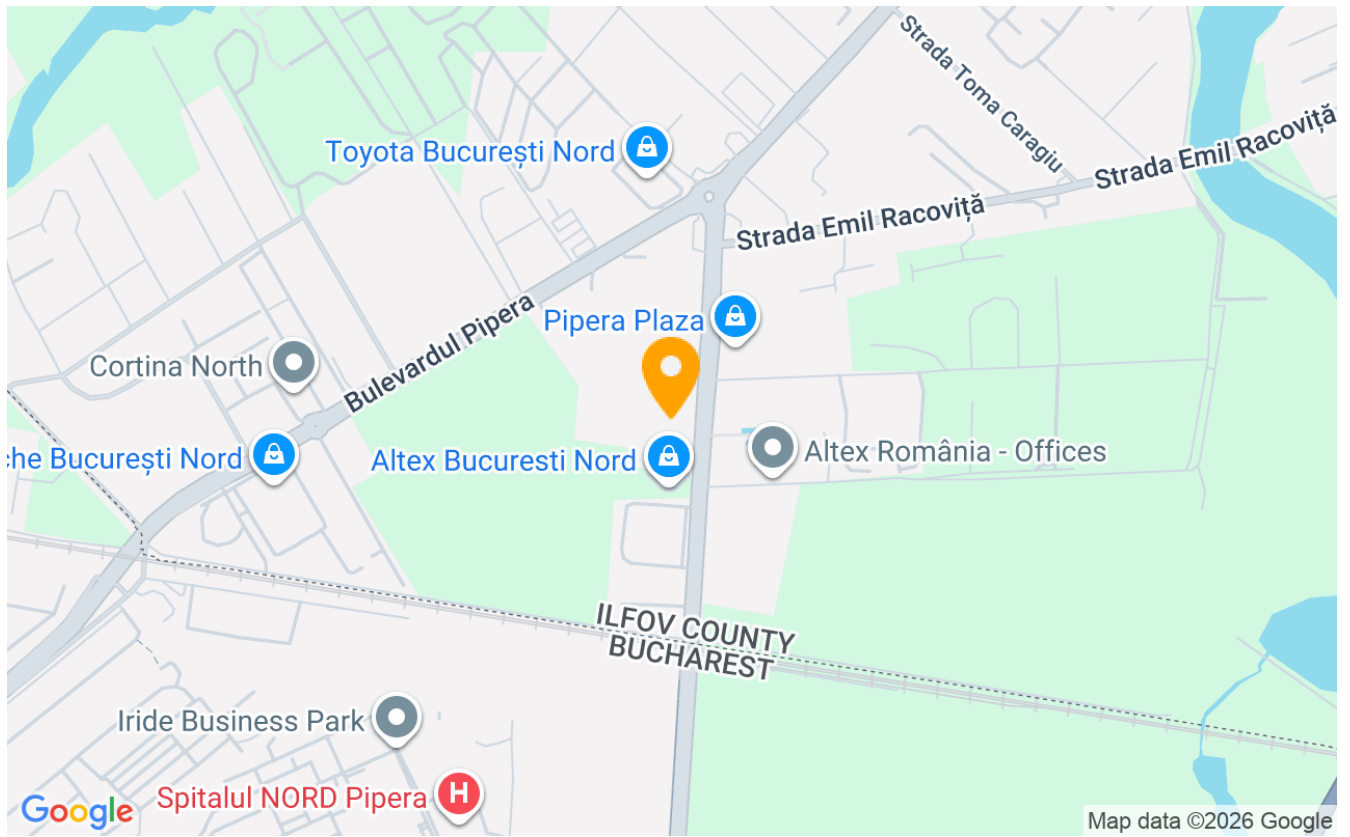 Strada Toma Caragiu
Strada Emil Racoviță
Toyota București Nord
Strada Emil Racoviță
Pipera Plaza
Bulevardul Pipera
Cortina North
che București Nord
Altex Bucuresti Nord
Altex România - Offices
ILFOV COUNTY
BUCHAREST
Iride Business Park
Spitalul NORD Pipera
H
Google
Map data ©2026 Google